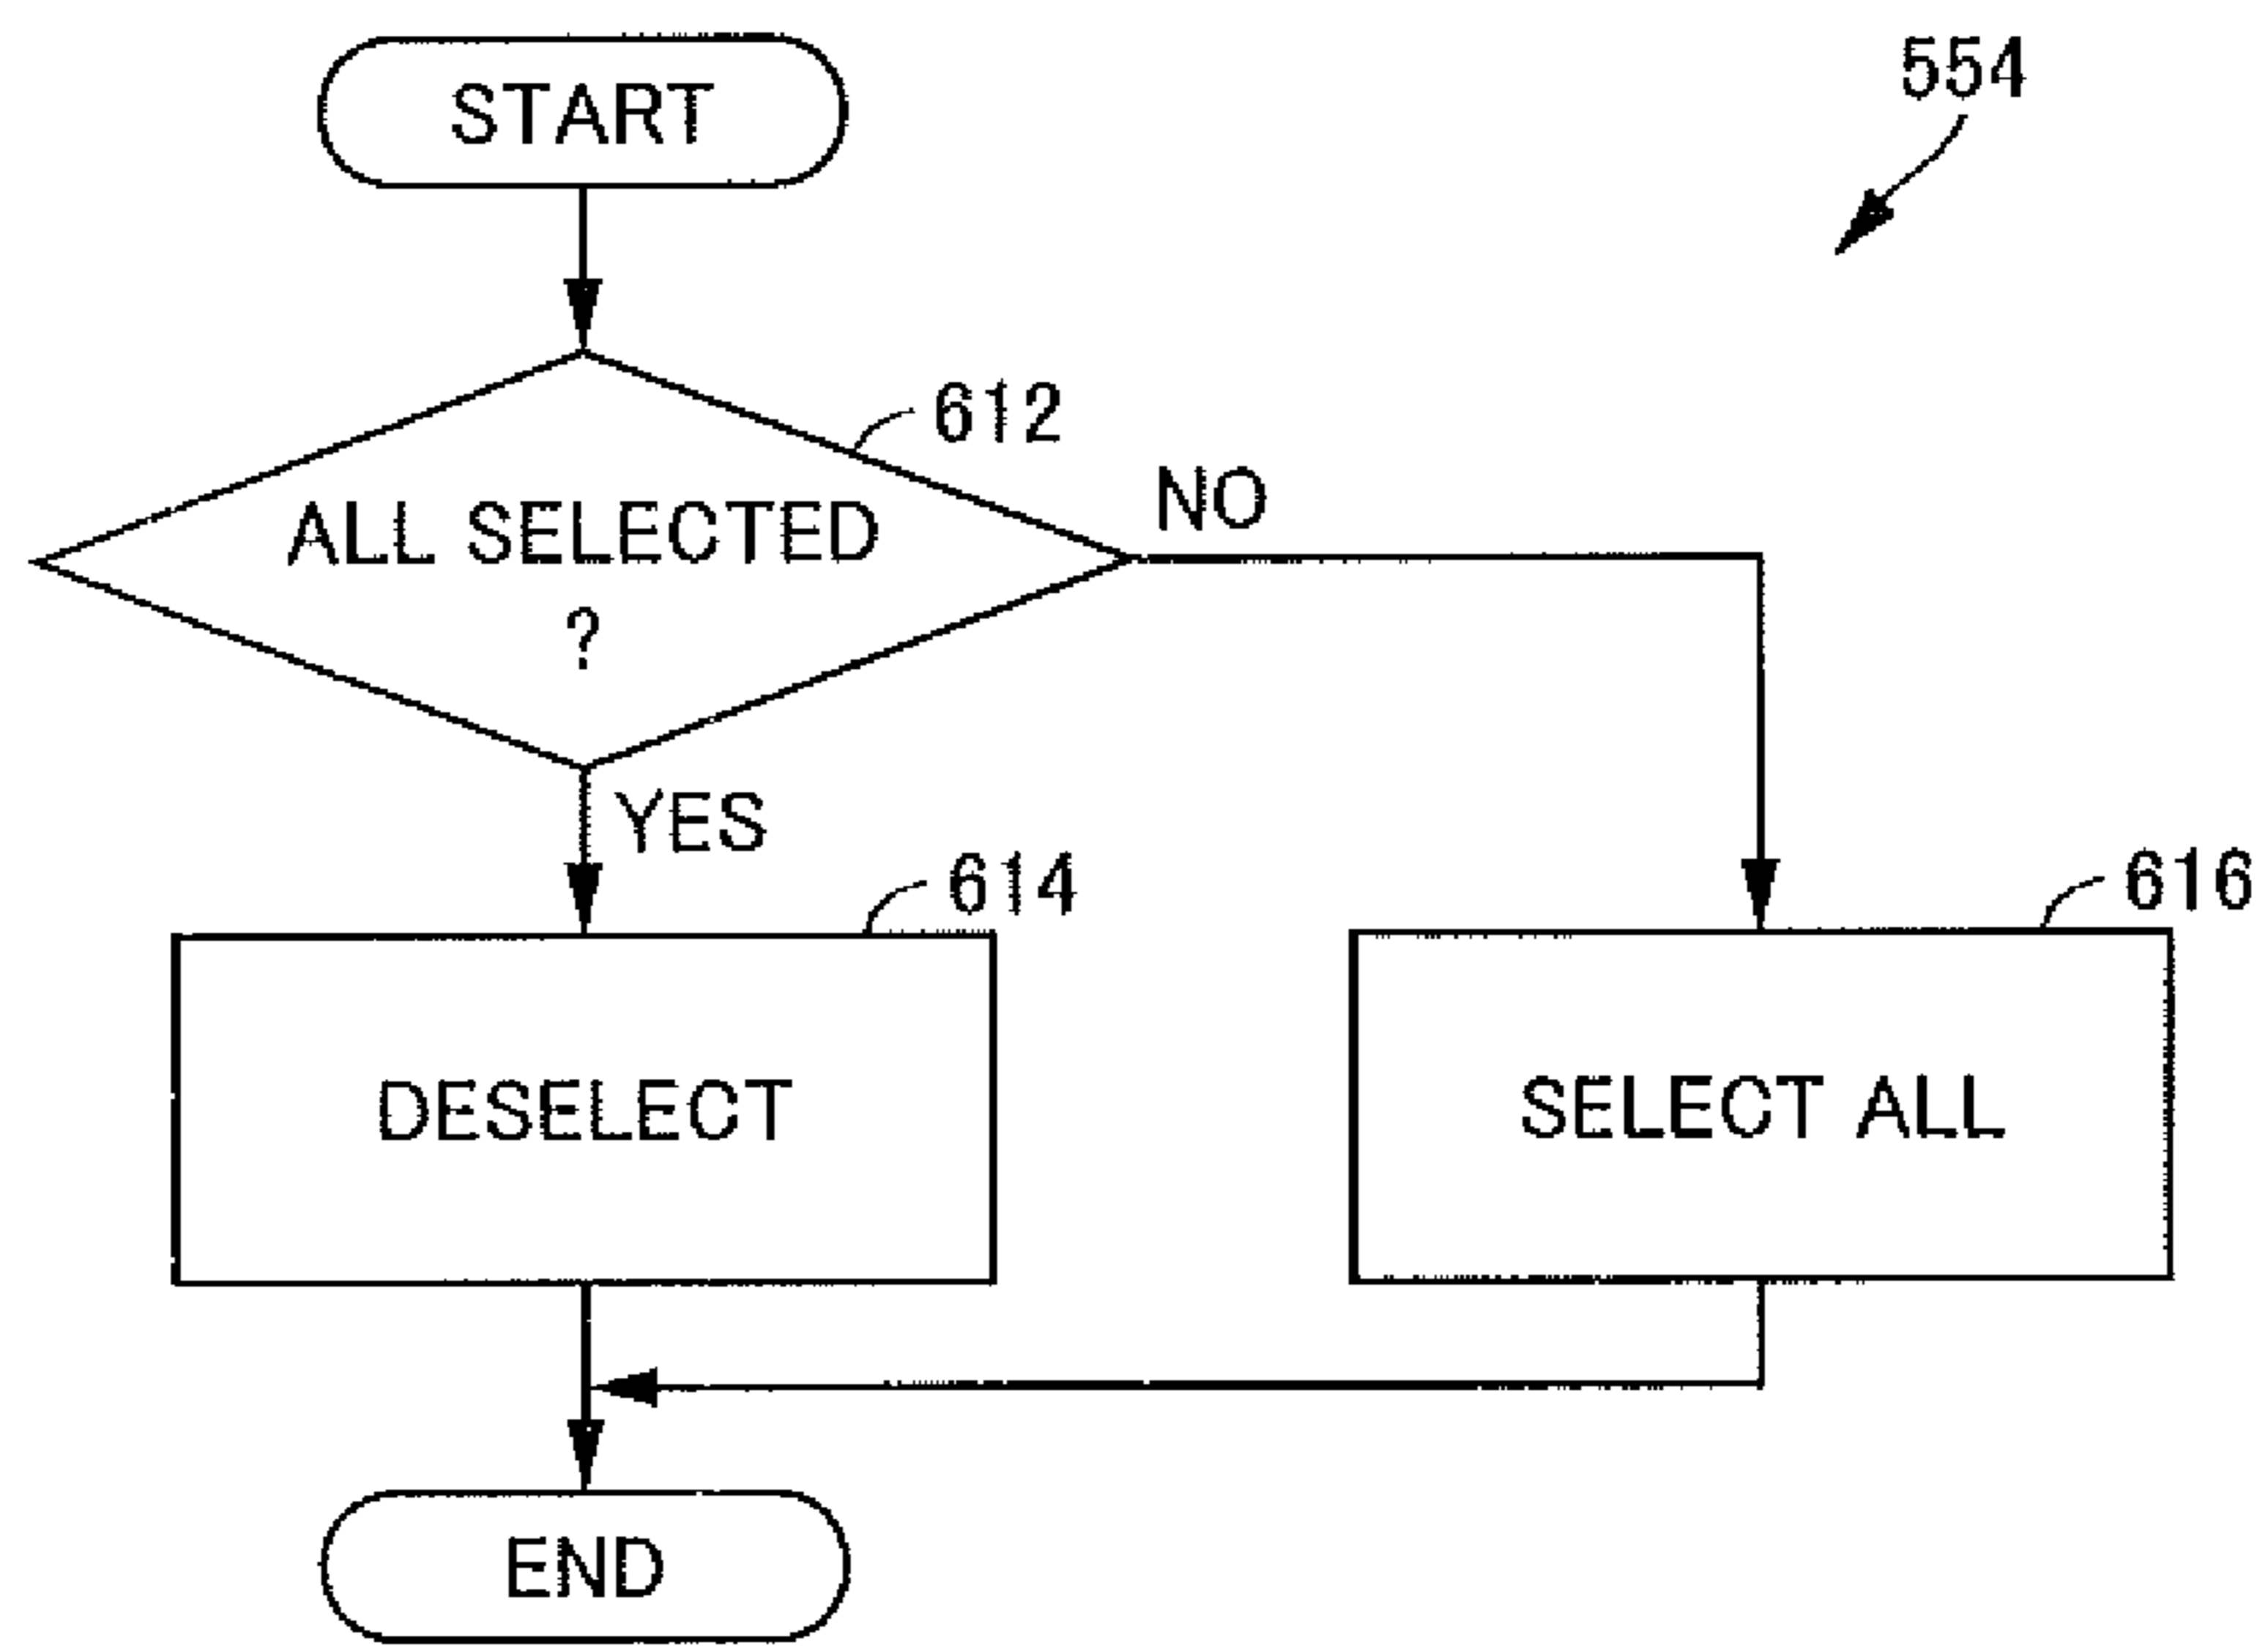 START
554
612
NO
ALL SELECTED
?
YES
614
616
DESELECT
SELECT ALL
END